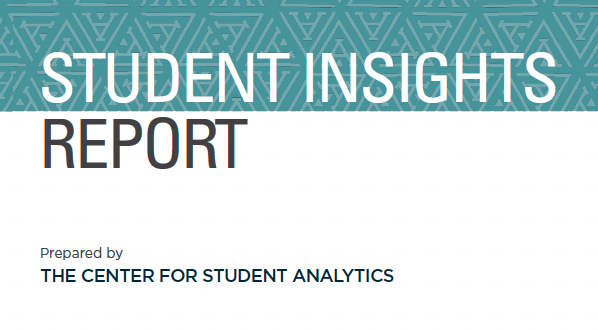 STUDENT INSIGHTS
REPORT
Prepared by
THE CENTER FOR STUDENT ANALYTICS